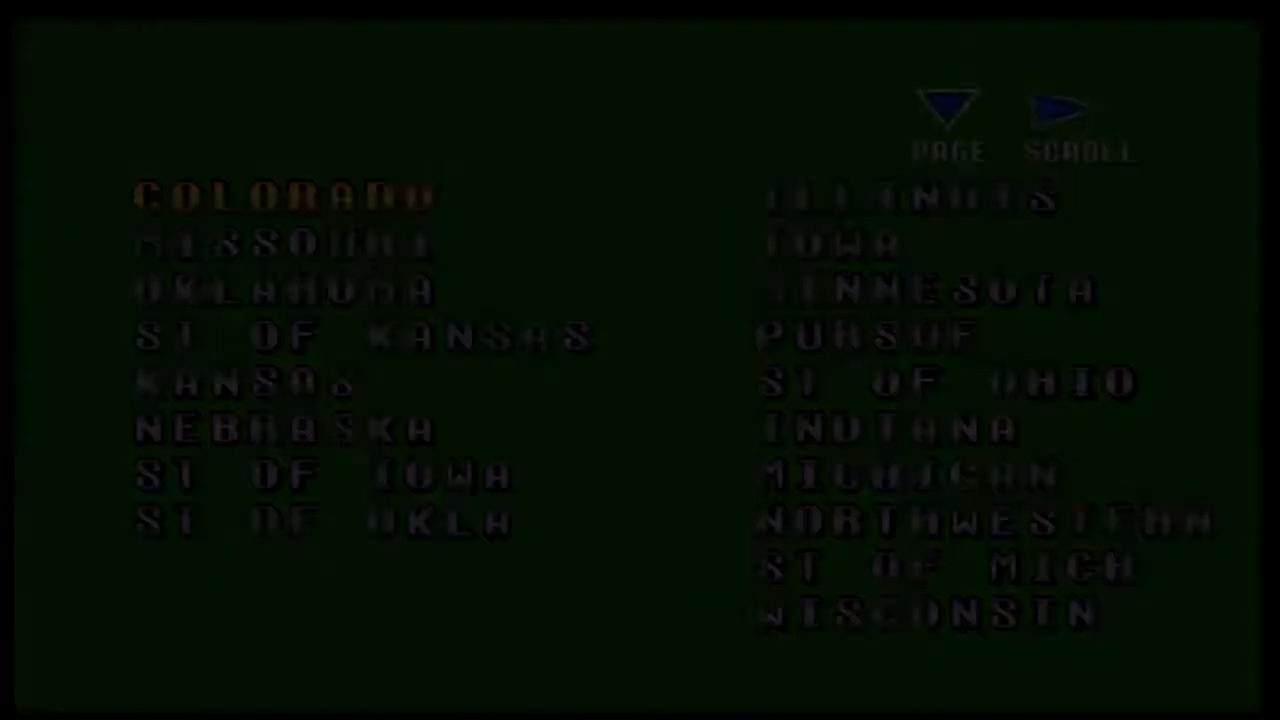 PAGE SCROLL
COLORADO
MISSOURI
OKLAHOMA
ST OF KANSAS
KANSAS
NEBRASKA
ST OF IOWA
ST OF OKLA
ILLINOIS
IOWA
MINNESOTA
PURSUE
ST OF OHIO
INDIANA
MICHIGAN
NORTHWESTERN
ST OF MICH
WISCONSIN